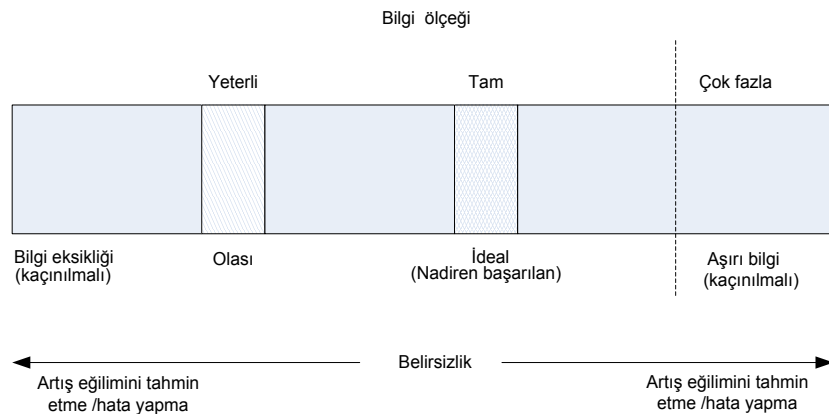 Bilgi ölçeği
Yeterli
Tam
Çok fazla
Bilgi eksikliği
(kaçınılmalı)
Olası
İdeal
(Nadiren başarılan)
Aşırı bilgi
(kaçınılmalı)
Belirsizlik
Artış eğilimini tahmin
etme /hata yapma
Artış eğilimini tahmin
etme /hata yapma